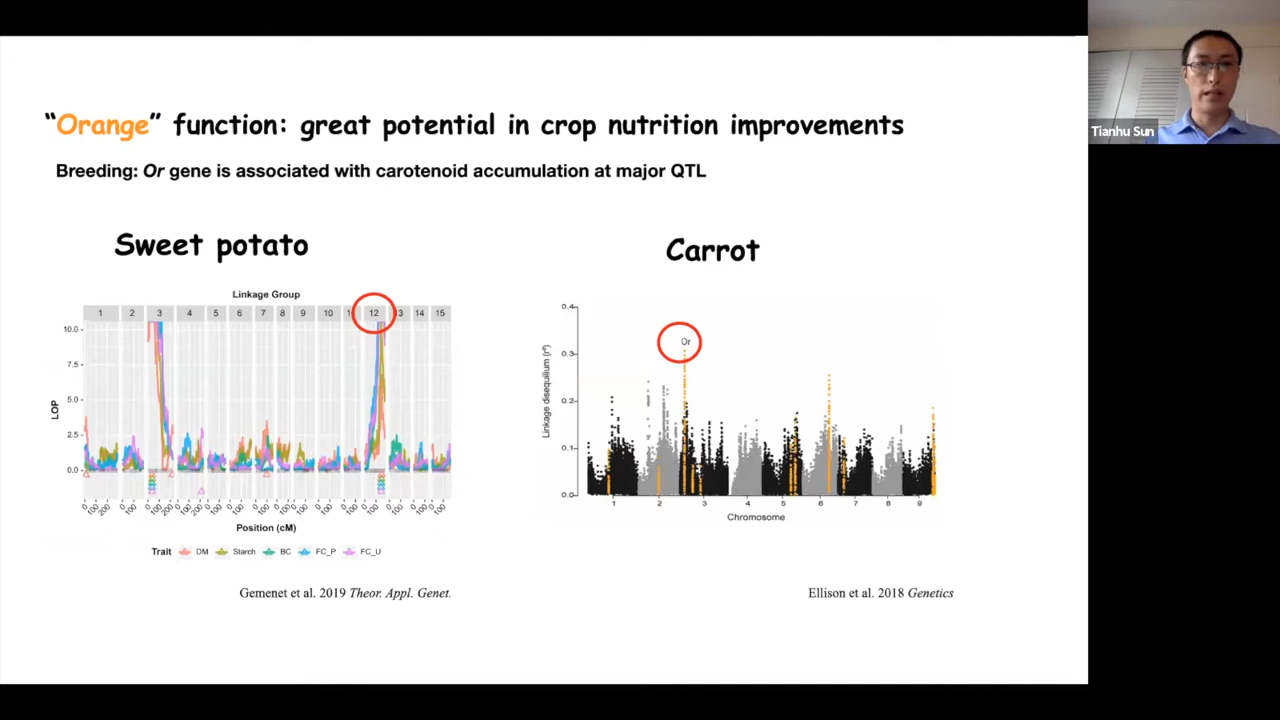 “Orange” function: great potential in crop nutrition improvements
Breeding: Or gene is associated with carotenoid accumulation at major QTL
Tianhu Sun
Sweet potato
Linkage Group
1 2 3 4 5 6 7 8 9 10 12 13 14 15
10.0
7.5
5.0
2.5
0.0
LOP
Position (cM)
Trait DM Starch BC FC_P FC_U
Gemenet et al. 2019 Theor. Appl. Genet.
Carrot
0.4
0.3
0.2
0.1
0.0
Linkage disequilium (r²)
Or
1 2 3 4 5 6 7 8 9
Chromosome
Ellison et al. 2018 Genetics